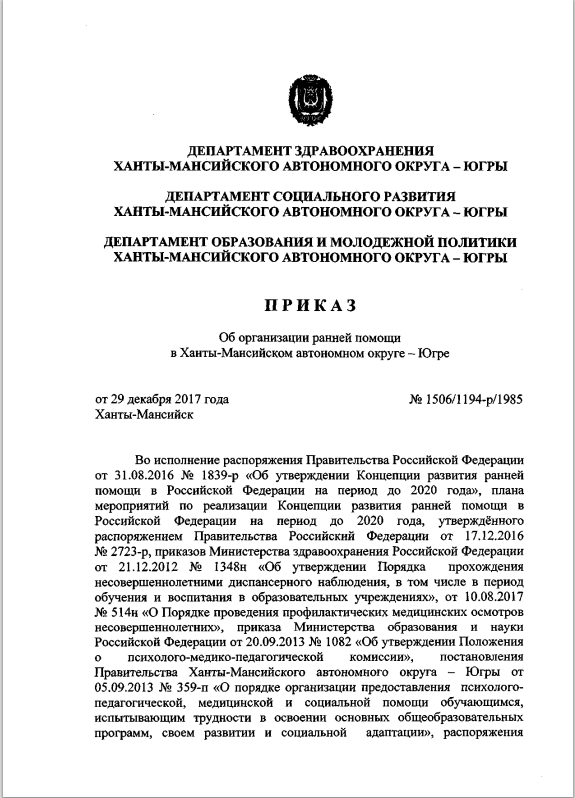 ДЕПАРТАМЕНТ ЗДРАВООХРАНЕНИЯ
ХАНТЫ-МАНСИЙСКОГО АВТОНОМНОГО ОКРУГА – ЮГРЫ
ДЕПАРТАМЕНТ СОЦИАЛЬНОГО РАЗВИТИЯ
ХАНТЫ-МАНСИЙСКОГО АВТОНОМНОГО ОКРУГА – ЮГРЫ
ДЕПАРТАМЕНТ ОБРАЗОВАНИЯ И МОЛОДЕЖНОЙ ПОЛИТИКИ
ХАНТЫ-МАНСИЙСКОГО АВТОНОМНОГО ОКРУГА – ЮГРЫ
П Р И К А З
Об организации ранней помощи
в Ханты-Мансийском автономном округе – Югре
от 29 декабря 2017 года № 1506/1194-р/1985
Ханты-Мансийск
Во исполнение распоряжения Правительства Российской Федерации
от 31.08.2016 № 1839-р «Об утверждении Концепции развития ранней
помощи в Российской Федерации на период до 2020 года», плана
мероприятий по реализации Концепции развития ранней помощи в
Российской Федерации на период до 2020 года, утверждённого
распоряжением Правительства Российский Федерации от 17.12.2016
№ 2723-р, приказов Министерства здравоохранения Российской Федерации
от 21.12.2012 № 1348н «Об утверждении Порядка прохождения
несовершеннолетними диспансерного наблюдения, в том числе в период
обучения и воспитания в образовательных учреждениях», от 10.08.2017
№ 514н «О Порядке проведения профилактических медицинских осмотров
несовершеннолетних», приказа Министерства образования и науки
Российской Федерации от 20.09.2013 № 1082 «Об утверждении Положения
о психолого-медико-педагогической комиссии», постановления
Правительства Ханты-Мансийского автономного округа – Югры от
05.09.2013 № 359-п «О порядке организации предоставления психолого-
педагогической, медицинской и социальной помощи обучающимся,
испытывающим трудности в освоении основных общеобразовательных
программ, своем развитии и социальной адаптации», распоряжения